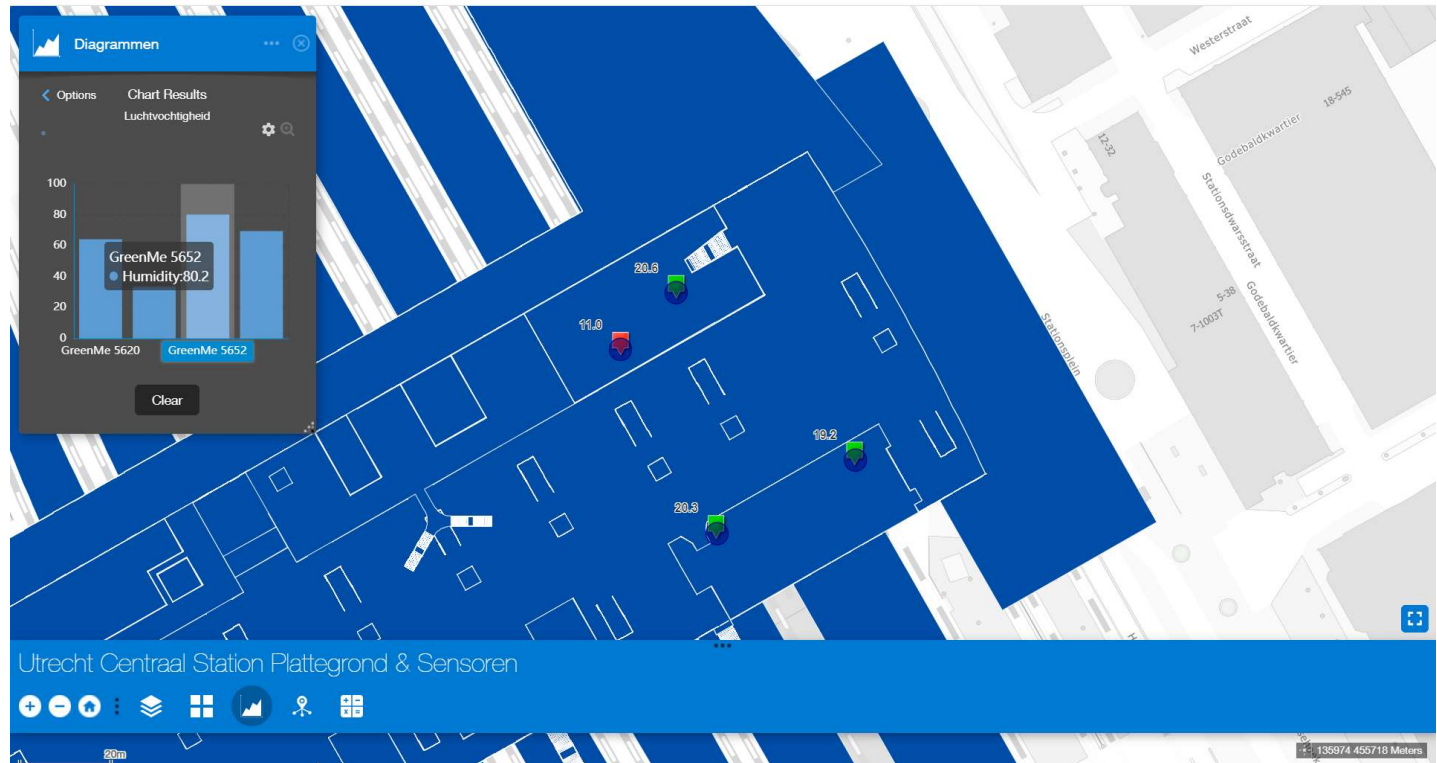 Diagrammen
Options
Chart Results
Luchtvochtigheid
100
80
60
40
20
0
GreenMe 5652
Humidity:80.2
GreenMe 5620
GreenMe 5652
Clear
20.6
11.0
19.2
20.3
Westerstraat
18-545
Godebaldkwartier
12-32
Stationsdwarsstraat
5-38
7-1003T
Godebaldkwartier
Stationsplein
Utrecht Centraal Station Plattegrond & Sensoren
20m
135974 455718 Meters